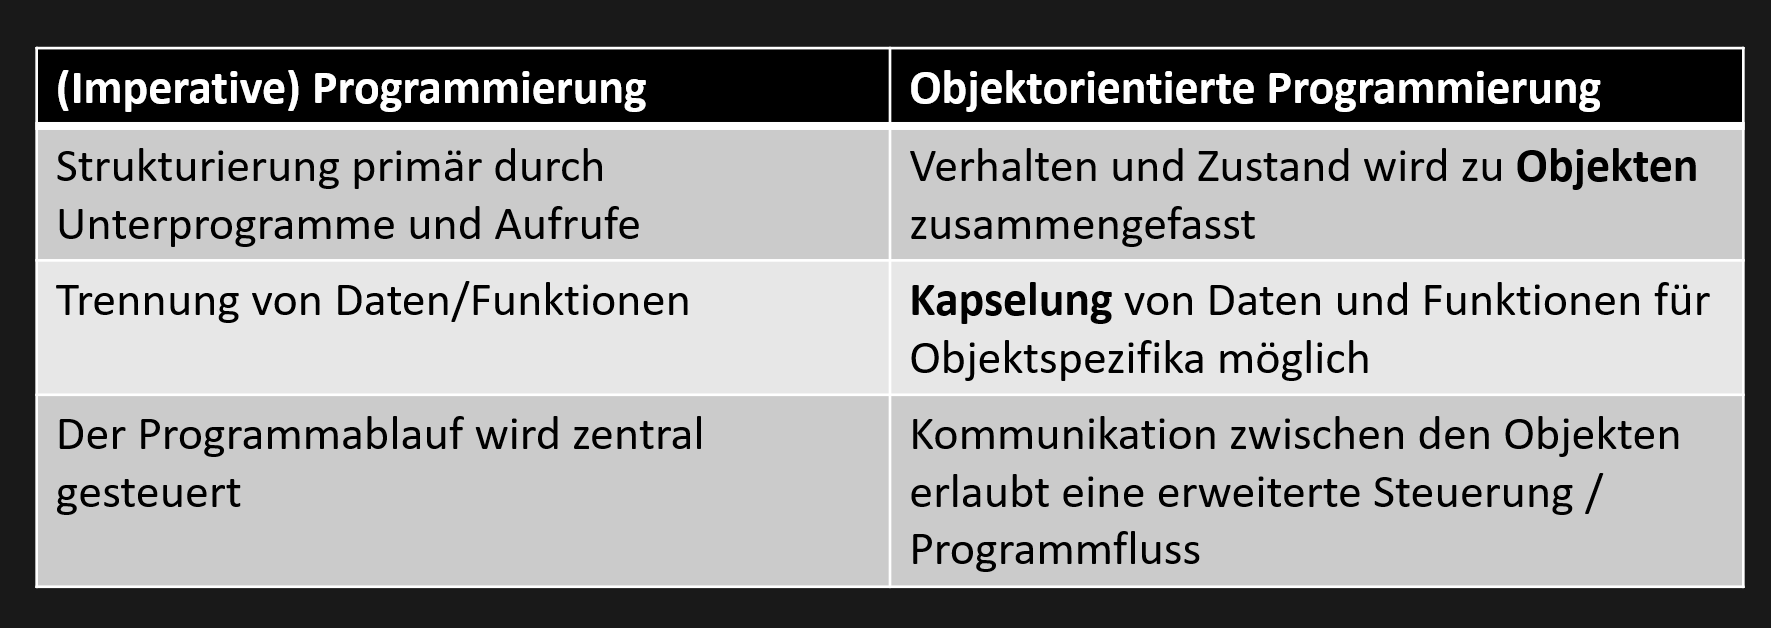 (Imperative) Programmierung
Objektorientierte Programmierung
Strukturierung primär durch
Unterprogramme und Aufrufe
Verhalten und Zustand wird zu Objekten
zusammengefasst
Trennung von Daten/Funktionen
Kapselung von Daten und Funktionen für
Objektspezifika möglich
Der Programmablauf wird zentral
gesteuert
Kommunikation zwischen den Objekten
erlaubt eine erweiterte Steuerung /
Programmfluss